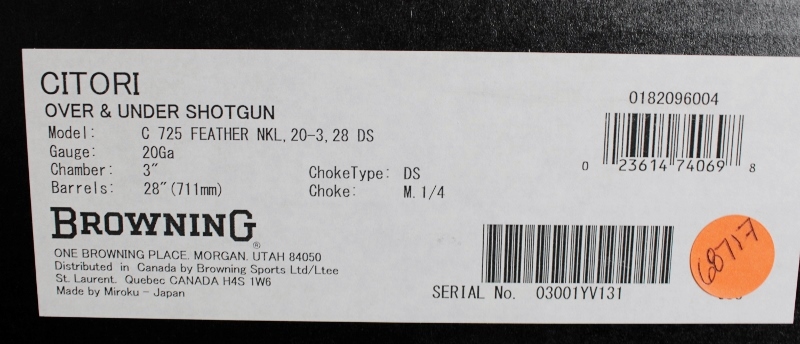 CITORI
OVER & UNDER SHOTGUN
Model: C 725 FEATHER NKL, 20-3, 28 DS
Gauge: 20Ga
Chamber: 3" ChokeType: DS
Barrels: 28"(711mm) Choke: M.1/4
BROWNING®
ONE BROWNING PLACE. MORGAN. UTAH 84050
Distributed in Canada by Browning Sports Ltd/Ltee
St. Laurent. Quebec CANADA H4S 1W6
Made by Miroku - Japan
0182096004
0 23614 74069 8
SERIAL No. 03001YV131
68717